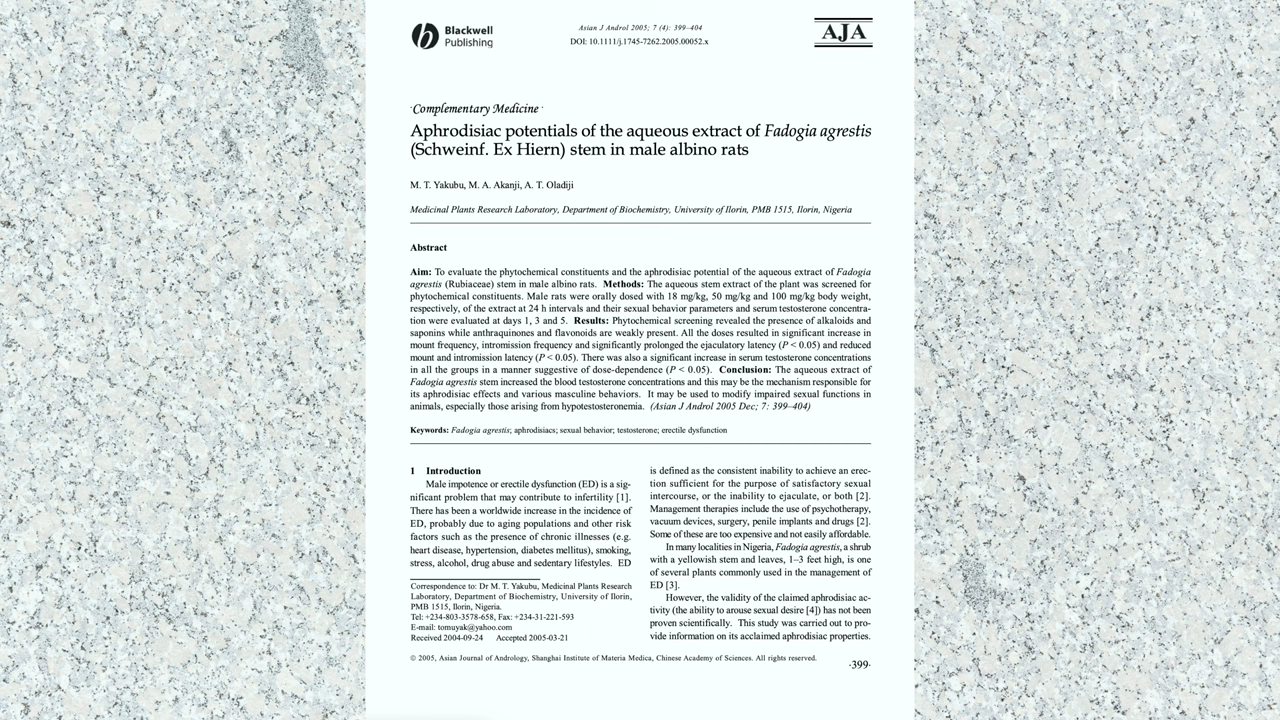 Blackwell
Publishing
Asian J Androl 2005; 7 (4): 399–404
DOI: 10.1111/j.1745-7262.2005.00052.x
AJA
·Complementary Medicine·
Aphrodisiac potentials of the aqueous extract of Fadogia agrestis
(Schweinf. Ex Hiern) stem in male albino rats
M. T. Yakubu, M. A. Akanji, A. T. Oladiji
Medicinal Plants Research Laboratory, Department of Biochemistry, University of Ilorin, PMB 1515, Ilorin, Nigeria
Abstract
Aim: To evaluate the phytochemical constituents and the aphrodisiac potential of the aqueous extract of Fadogia
agrestis (Rubiaceae) stem in male albino rats. Methods: The aqueous stem extract of the plant was screened for
phytochemical constituents. Male rats were orally dosed with 18 mg/kg, 50 mg/kg and 100 mg/kg body weight,
respectively, of the extract at 24 h intervals and their sexual behavior parameters and serum testosterone concentra-
tion were evaluated at days 1, 3 and 5. Results: Phytochemical screening revealed the presence of alkaloids and
saponins while anthraquinones and flavonoids are weakly present. All the doses resulted in significant increase in
mount frequency, intromission frequency and significantly prolonged the ejaculatory latency (P < 0.05) and reduced
mount and intromission latency (P < 0.05). There was also a significant increase in serum testosterone concentrations
in all the groups in a manner suggestive of dose-dependence (P < 0.05). Conclusion: The aqueous extract of
Fadogia agrestis stem increased the blood testosterone concentrations and this may be the mechanism responsible for
its aphrodisiac effects and various masculine behaviors. It may be used to modify impaired sexual functions in
animals, especially those arising from hypotestosteronemia. (Asian J Androl 2005 Dec; 7: 399–404)
Keywords: Fadogia agrestis; aphrodisiacs; sexual behavior; testosterone; erectile dysfunction
1 Introduction
Male impotence or erectile dysfunction (ED) is a sig-
nificant problem that may contribute to infertility [1].
There has been a worldwide increase in the incidence of
ED, probably due to aging populations and other risk
factors such as the presence of chronic illnesses (e.g.
heart disease, hypertension, diabetes mellitus), smoking,
stress, alcohol, drug abuse and sedentary lifestyles. ED
Correspondence to: Dr M. T. Yakubu, Medicinal Plants Research
Laboratory, Department of Biochemistry, University of Ilorin,
PMB 1515, Ilorin, Nigeria.
Tel: +234-803-3578-658, Fax: +234-31-221-593
E-mail: tomuyak@yahoo.com
Received 2004-09-24 Accepted 2005-03-21
is defined as the consistent inability to achieve an erec-
tion sufficient for the purpose of satisfactory sexual
intercourse, or the inability to ejaculate, or both [2].
Management therapies include the use of psychotherapy,
vacuum devices, surgery, penile implants and drugs [2].
Some of these are too expensive and not easily affordable.
In many localities in Nigeria, Fadogia agrestis, a shrub
with a yellowish stem and leaves, 1–3 feet high, is one
of several plants commonly used in the management of
ED [3].
However, the validity of the claimed aphrodisiac ac-
tivity (the ability to arouse sexual desire [4]) has not been
proven scientifically. This study was carried out to pro-
vide information on its acclaimed aphrodisiac properties.
© 2005, Asian Journal of Andrology, Shanghai Institute of Materia Medica, Chinese Academy of Sciences. All rights reserved.
·399·